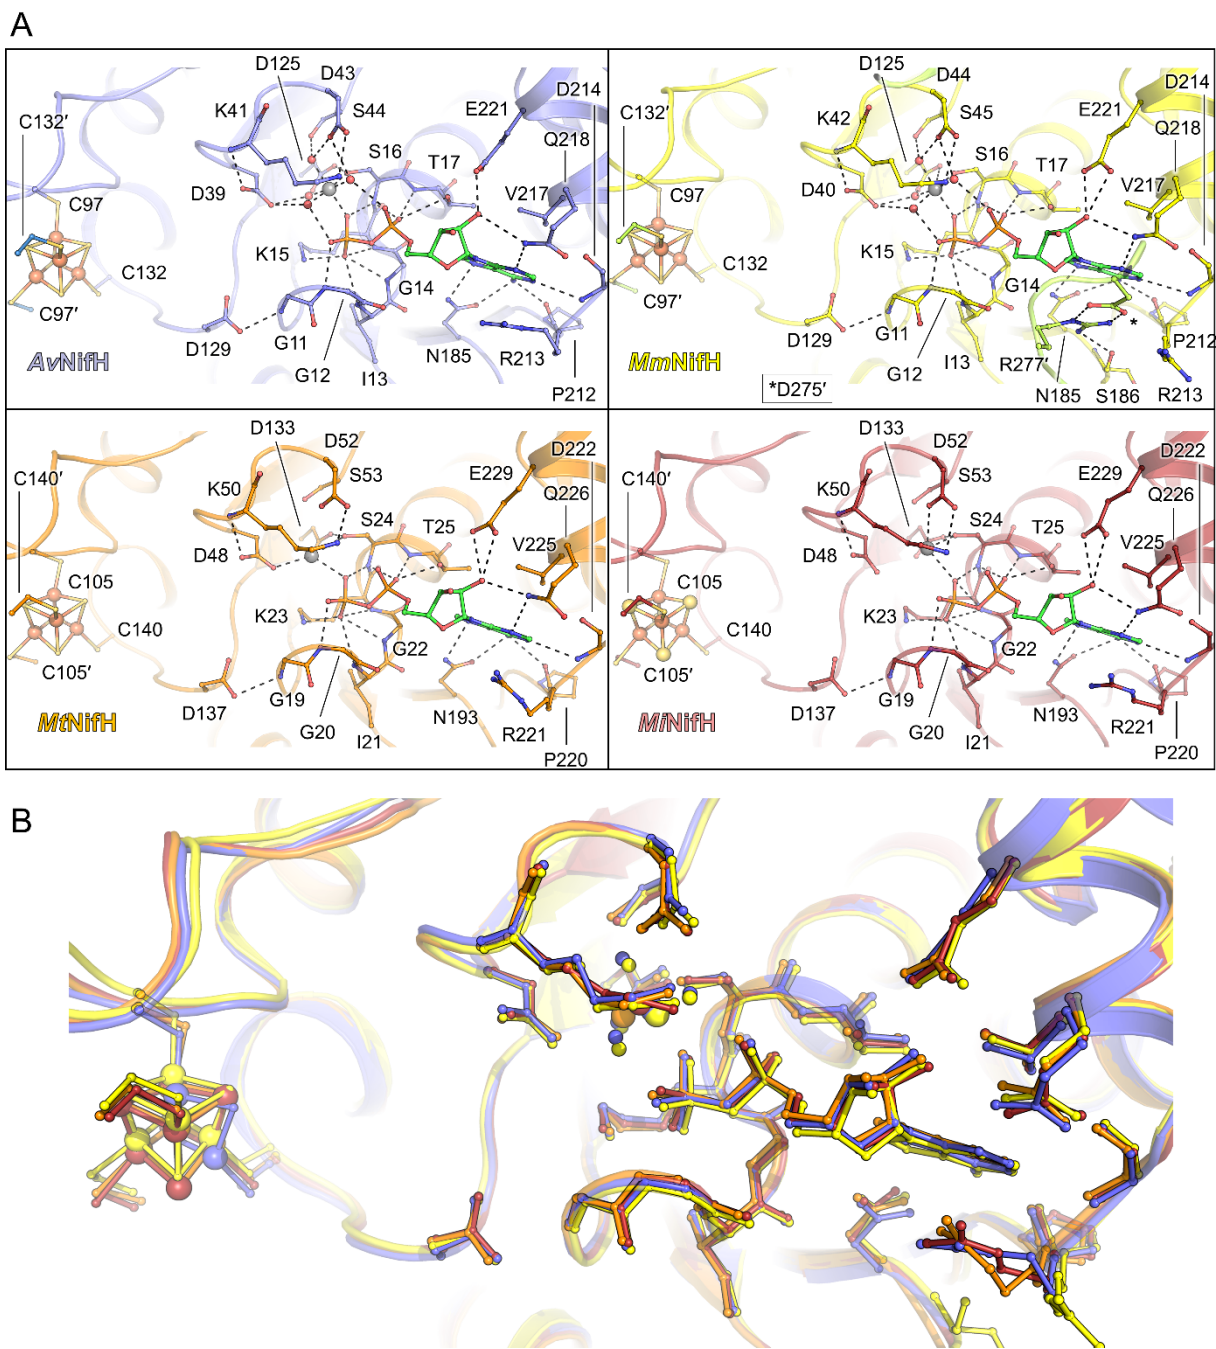 A
D125
D43
K41
S44
E221
D214
C132′
Q218
S16
T17
V217
C97
D39
K15
C132
G14
C97′
D129
G11
N185
R213
AvNifH
G12
I13
P212
D125
D44
K42
S45
E221
D214
C132′
Q218
S16
T17
V217
C97
D40
K15
C132
G14
C97′
*
D129
G11
R277′
P212
MmNifH
G12
I13
*D275′
N185
S186
R213
D133
D52
C140′
K50
S53
E229
D222
Q226
S24
T25
V225
D48
C105
K23
C140
G22
C105′
D137
G19
N193
R221
MtNifH
G20
I21
P220
D133
D52
C140′
K50
S53
E229
D222
Q226
S24
T25
V225
D48
C105
K23
C140
G22
C105′
D137
G19
N193
R221
MiNifH
G20
I21
P220
B